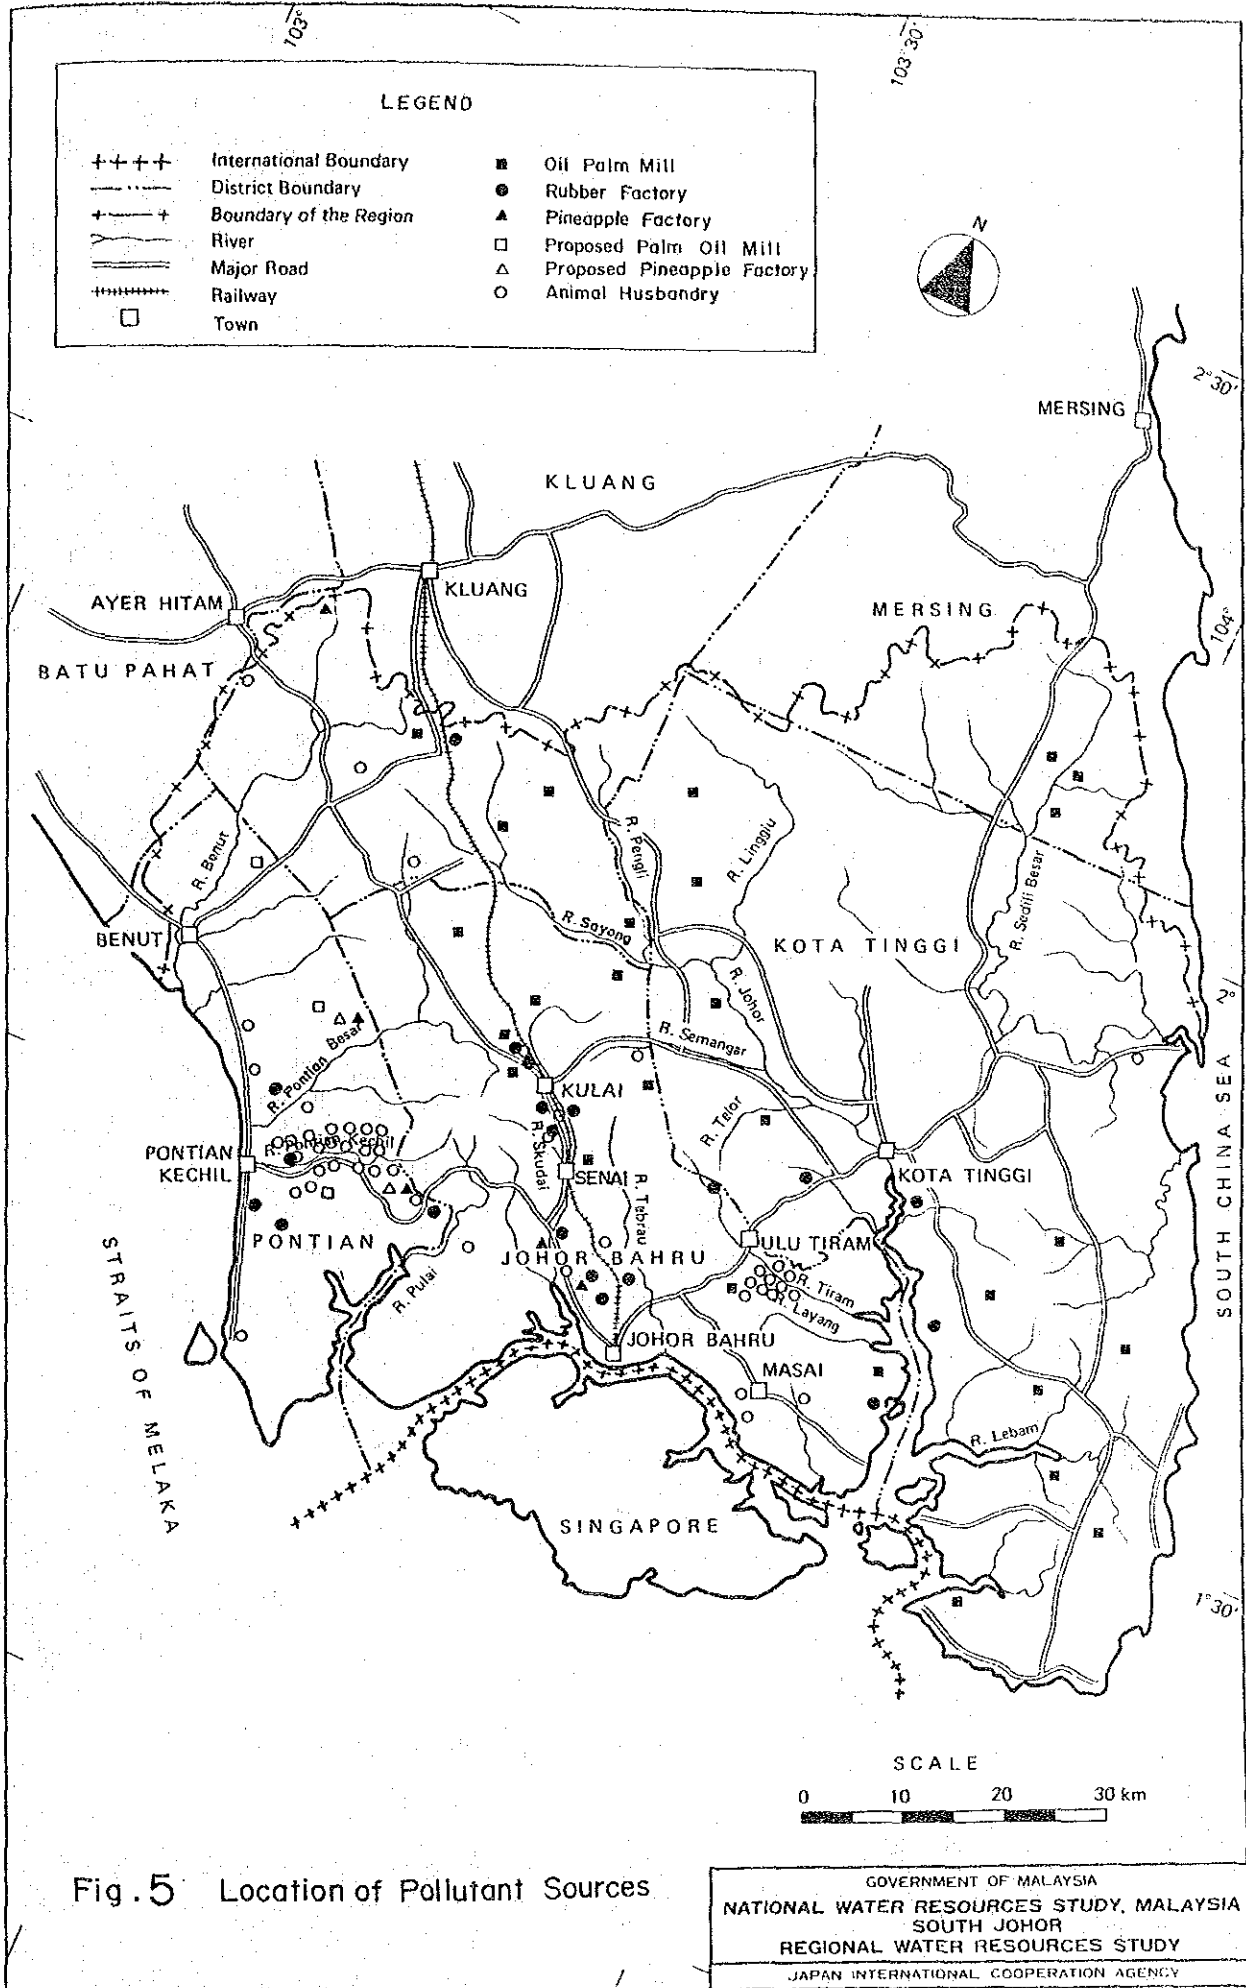 103°
103°30'
LEGEND
International Boundary
District Boundary
Boundary of the Region
River
Major Road
Railway
Town
Oil Palm Mill
Rubber Factory
Pineapple Factory
Proposed Palm Oil Mill
Proposed Pineapple Factory
Animal Husbandry
N
2°30'
MERSING
KLUANG
AYER HITAM
KLUANG
MERSING
104°
BATU PAHAT
R. Benut
R. Pengli
R. Linggiu
R. Sedili Besar
BENUT
R. Sayong
KOTA TINGGI
R. Johor
2°
R. Pontian Besar
R. Semangar
KULAI
R. Telor
PONTIAN KECHIL
R. Pontian Kechil
R. Skudai
SENAI
R. Tebrau
KOTA TINGGI
PONTIAN
JOHOR BAHRU
ULU TIRAM
R. Pulai
R. Tiram
R. Layang
SOUTH CHINA SEA
STRAITS OF MELAKA
JOHOR BAHRU
MASAI
R. Lebam
SINGAPORE
1°30'
SCALE
0 10 20 30 km
Fig.5 Location of Pollutant Sources
GOVERNMENT OF MALAYSIA
NATIONAL WATER RESOURCES STUDY, MALAYSIA
SOUTH JOHOR
REGIONAL WATER RESOURCES STUDY
JAPAN INTERNATIONAL COOPERATION AGENCY